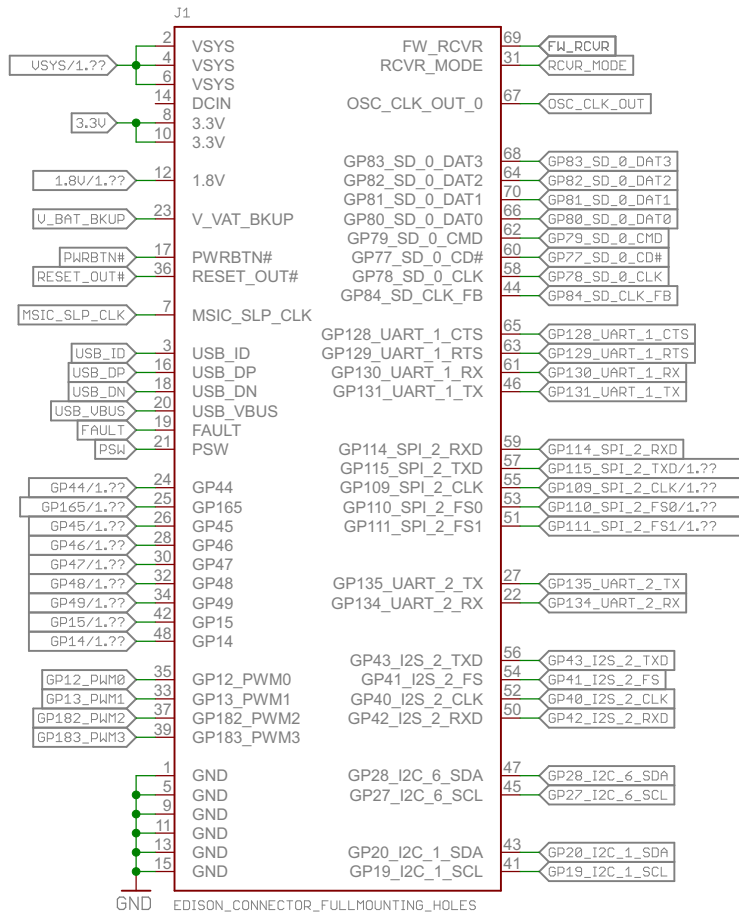 J1
2 VSYS FW_RCVR 69 FW_RCVR
VSYS/1.?? 4 VSYS RCVR_MODE 31 RCVR_MODE
6 VSYS
14 DCIN OSC_CLK_OUT_0 67 OSC_CLK_OUT
3.3V 8 3.3V
10 3.3V
GP83_SD_0_DAT3 68 GP83_SD_0_DAT3
1.8V/1.?? 12 1.8V GP82_SD_0_DAT2 64 GP82_SD_0_DAT2
GP81_SD_0_DAT1 70 GP81_SD_0_DAT1
V_BAT_BKUP 23 V_VAT_BKUP GP80_SD_0_DAT0 66 GP80_SD_0_DAT0
GP79_SD_0_CMD 62 GP79_SD_0_CMD
PWRBTN# 17 PWRBTN# GP77_SD_0_CD# 60 GP77_SD_0_CD#
RESET_OUT# 36 RESET_OUT# GP78_SD_0_CLK 58 GP78_SD_0_CLK
GP84_SD_CLK_FB 44 GP84_SD_CLK_FB
MSIC_SLP_CLK 7 MSIC_SLP_CLK
GP128_UART_1_CTS 65 GP128_UART_1_CTS
USB_ID 3 USB_ID GP129_UART_1_RTS 63 GP129_UART_1_RTS
USB_DP 16 USB_DP GP130_UART_1_RX 61 GP130_UART_1_RX
USB_DN 18 USB_DN GP131_UART_1_TX 46 GP131_UART_1_TX
USB_VBUS 20 USB_VBUS
FAULT 19 FAULT
PSW 21 PSW GP114_SPI_2_RXD 59 GP114_SPI_2_RXD
GP115_SPI_2_TXD 57 GP115_SPI_2_TXD/1.??
GP44/1.?? 24 GP44 GP109_SPI_2_CLK 55 GP109_SPI_2_CLK/1.??
GP165/1.?? 25 GP165 GP110_SPI_2_FS0 53 GP110_SPI_2_FS0/1.??
GP45/1.?? 26 GP45 GP111_SPI_2_FS1 51 GP111_SPI_2_FS1/1.??
GP46/1.?? 28 GP46
GP47/1.?? 30 GP47
GP48/1.?? 32 GP48 GP135_UART_2_TX 27 GP135_UART_2_TX
GP49/1.?? 34 GP49 GP134_UART_2_RX 22 GP134_UART_2_RX
GP15/1.?? 42 GP15
GP14/1.?? 48 GP14
GP43_I2S_2_TXD 56 GP43_I2S_2_TXD
GP12_PWM0 35 GP12_PWM0 GP41_I2S_2_FS 54 GP41_I2S_2_FS
GP13_PWM1 33 GP13_PWM1 GP40_I2S_2_CLK 52 GP40_I2S_2_CLK
GP182_PWM2 37 GP182_PWM2 GP42_I2S_2_RXD 50 GP42_I2S_2_RXD
GP183_PWM3 39 GP183_PWM3
1 GND GP28_I2C_6_SDA 47 GP28_I2C_6_SDA
5 GND GP27_I2C_6_SCL 45 GP27_I2C_6_SCL
9 GND
11 GND
13 GND GP20_I2C_1_SDA 43 GP20_I2C_1_SDA
15 GND GP19_I2C_1_SCL 41 GP19_I2C_1_SCL
GND EDISON_CONNECTOR_FULLMOUNTING_HOLES